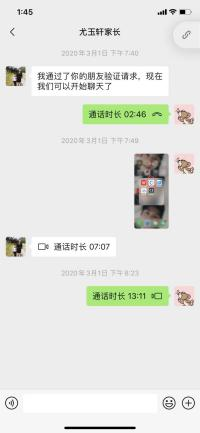 1:45
尤玉轩家长
2020年3月1日 下午7:40
我通过了你的朋友验证请求，现在
我们可以开始聊天了
通话时长 02:46
2020年3月1日 下午7:49
通话时长 07:07
2020年3月1日 下午8:23
通话时长 13:11